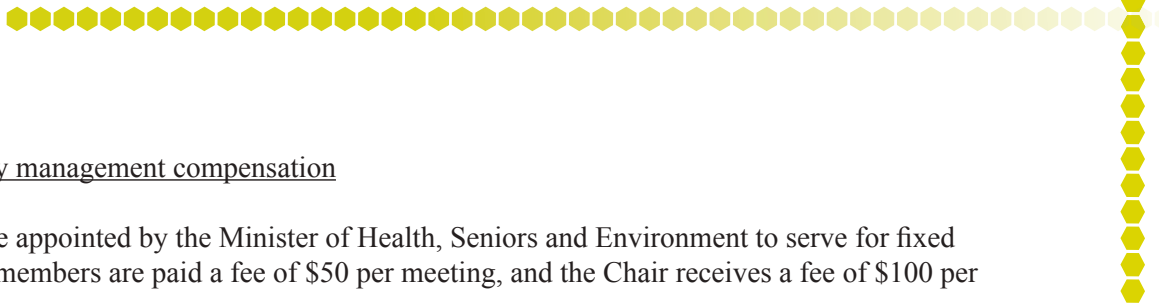 management compensation
appointed by the Minister of Health, Seniors and Environment to serve for fixed
members are paid a fee of $50 per meeting, and the Chair receives a fee of $100 per